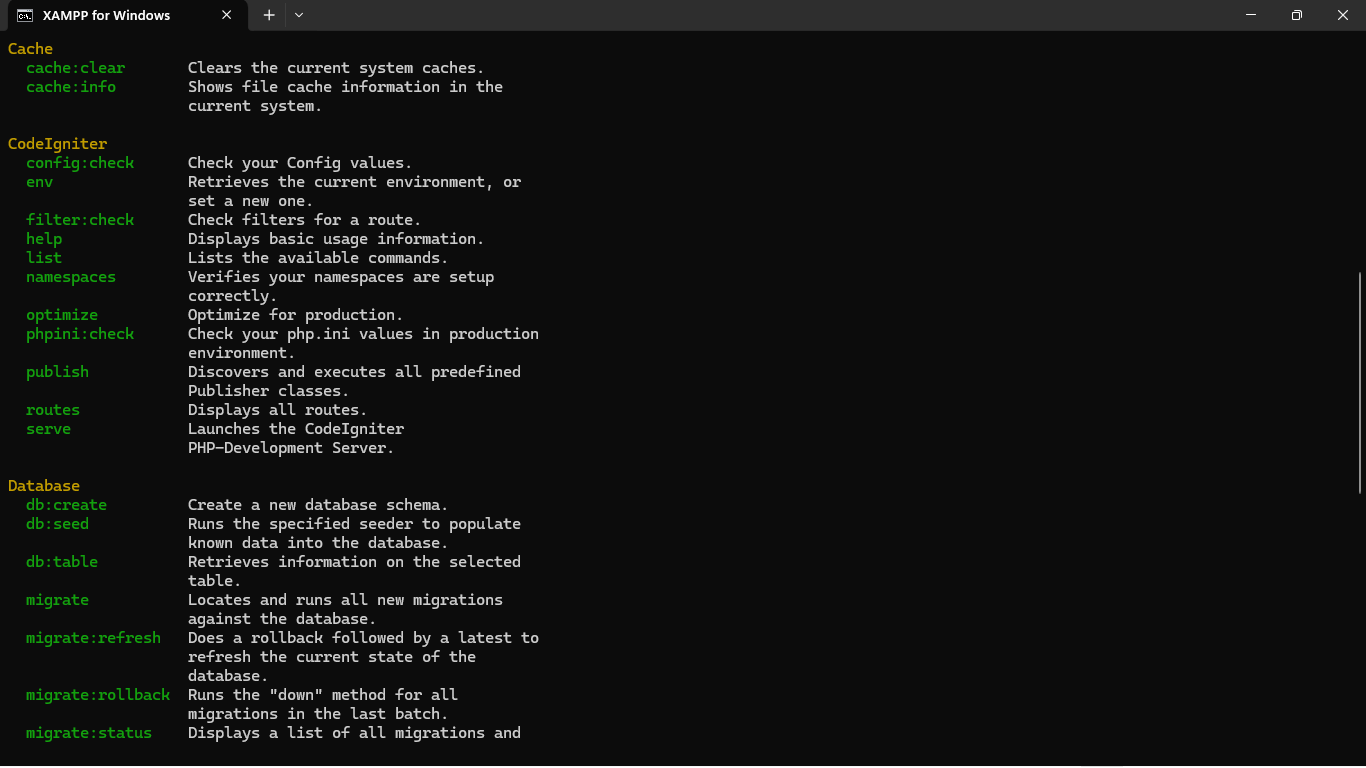 XAMPP for Windows
Cache
cache:clear Clears the current system caches.
cache:info Shows file cache information in the
current system.
CodeIgniter
config:check Check your Config values.
env Retrieves the current environment, or
set a new one.
filter:check Check filters for a route.
help Displays basic usage information.
list Lists the available commands.
namespaces Verifies your namespaces are setup
correctly.
optimize Optimize for production.
phpini:check Check your php.ini values in production
environment.
publish Discovers and executes all predefined
Publisher classes.
routes Displays all routes.
serve Launches the CodeIgniter
PHP-Development Server.
Database
db:create Create a new database schema.
db:seed Runs the specified seeder to populate
known data into the database.
db:table Retrieves information on the selected
table.
migrate Locates and runs all new migrations
against the database.
migrate:refresh Does a rollback followed by a latest to
refresh the current state of the
database.
migrate:rollback Runs the "down" method for all
migrations in the last batch.
migrate:status Displays a list of all migrations and